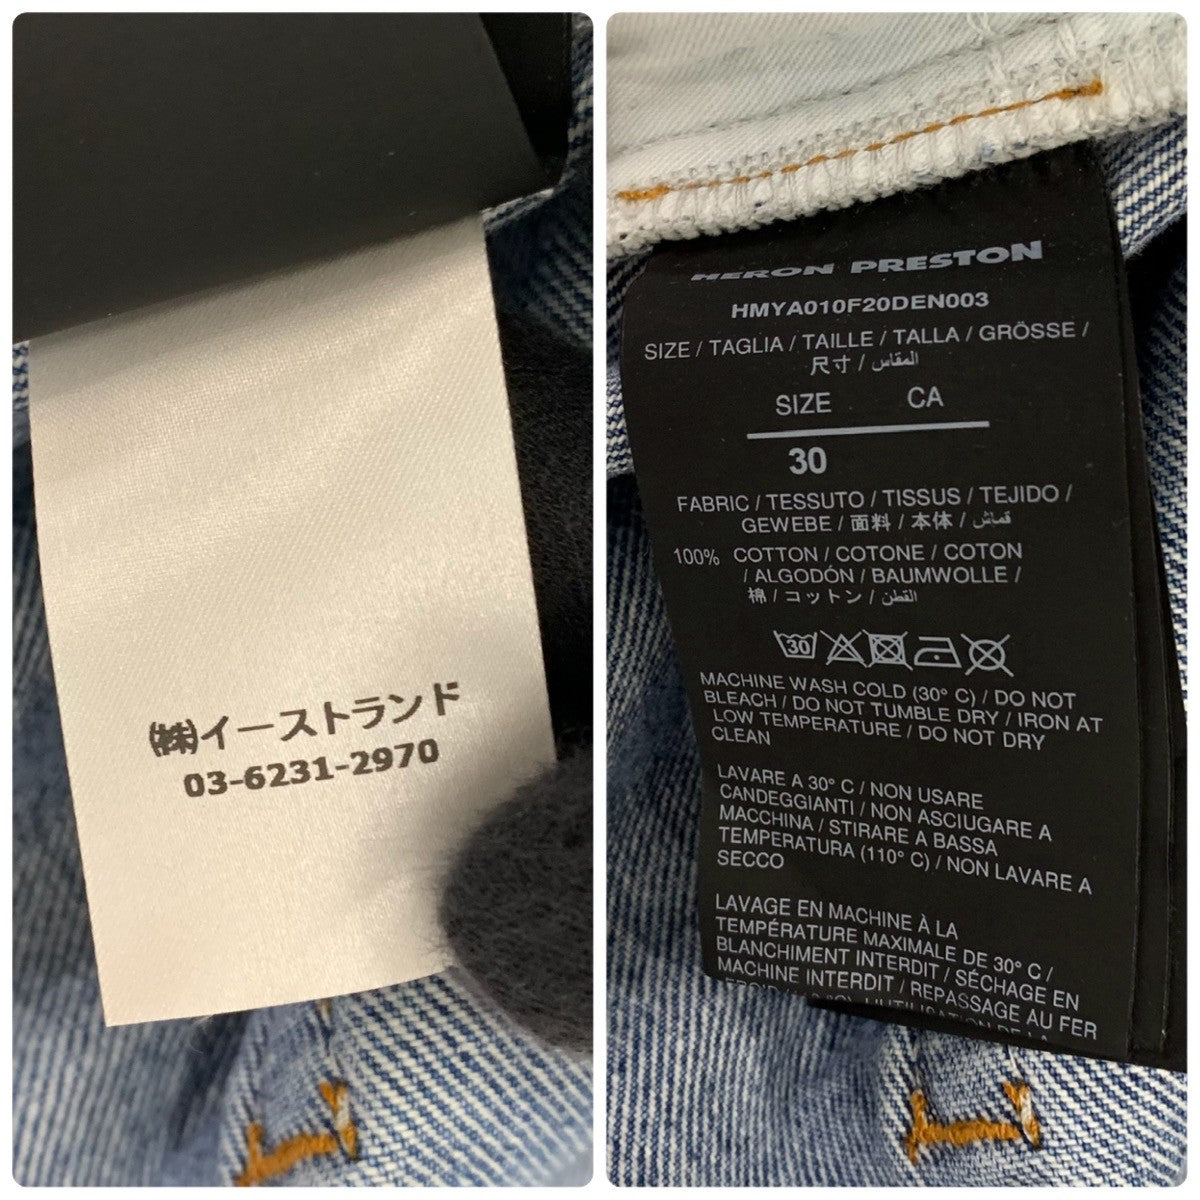 ㈱イーストランド
03-6231-2970
HERON PRESTON
HMYA010F20DEN003
SIZE / TAGLIA / TAILLE / TALLA / GRÖSSE /
尺寸 / المقاس /
SIZE CA
30
FABRIC / TESSUTO / TISSUS / TEJIDO /
GEWEBE / 面料 / 本体 / قماش /
100% COTTON / COTONE / COTON
/ ALGODÓN / BAUMWOLLE /
棉 / コットン / القطن /
30
MACHINE WASH COLD (30° C) / DO NOT
BLEACH / DO NOT TUMBLE DRY / IRON AT
LOW TEMPERATURE / DO NOT DRY
CLEAN
LAVARE A 30° C / NON USARE
CANDEGGIANTI / NON ASCIUGARE A
MACCHINA / STIRARE A BASSA
TEMPERATURA (110° C) / NON LAVARE A
SECCO
LAVAGE EN MACHINE À LA
TEMPÉRATURE MAXIMALE DE 30° C /
BLANCHIMENT INTERDIT / SÉCHAGE EN
MACHINE INTERDIT / REPASSAGE AU FER